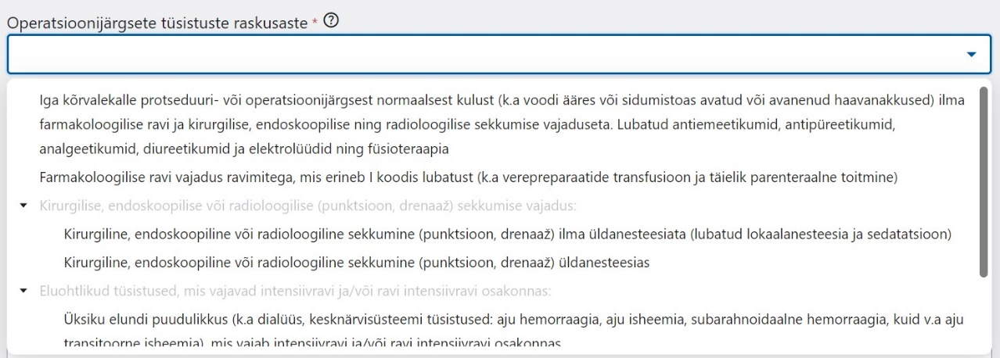 Operatsioonijärgsete tüsistuste raskusaste * ?
Iga kõrvalekalle protseduuri- või operatsioonijärgsest normaalsest kulust (k.a voodi ääres või sidumistoas avatud või avanenud haavanakkused) ilma
farmakoloogilise ravi ja kirurgilise, endoskoopilise ning radioloogilise sekkumise vajaduseta. Lubatud antiemeetikumid, antipüreetikumid,
analgeetikumid, diureetikumid ja elektrolüüdid ning füsioteraapia
Farmakoloogilise ravi vajadus ravimitega, mis erineb I koodis lubatust (k.a verepreparaatide transfusioon ja täielik parenteraalne toitmine)
Kirurgilise, endoskoopilise või radioloogilise (punktsioon, drenaaž) sekkumise vajadus:
Kirurgiline, endoskoopiline või radioloogiline sekkumine (punktsioon, drenaaž) ilma üldanesteesiata (lubatud lokaalanesteesia ja sedatatsioon)
Kirurgiline, endoskoopiline või radioloogiline sekkumine (punktsioon, drenaaž) üldanesteesias
Eluohtlikud tüsistused, mis vajavad intensiivravi ja/või ravi intensiivravi osakonnas:
Üksiku elundi puudulikkus (k.a dialüüs, kesknärvisüsteemi tüsistused: aju hemorraagia, aju isheemia, subarahnoidaalne hemorraagia, kuid v.a aju
transitoorne isheemia), mis vajab intensiivravi ja/või ravi intensiivravi osakonnas